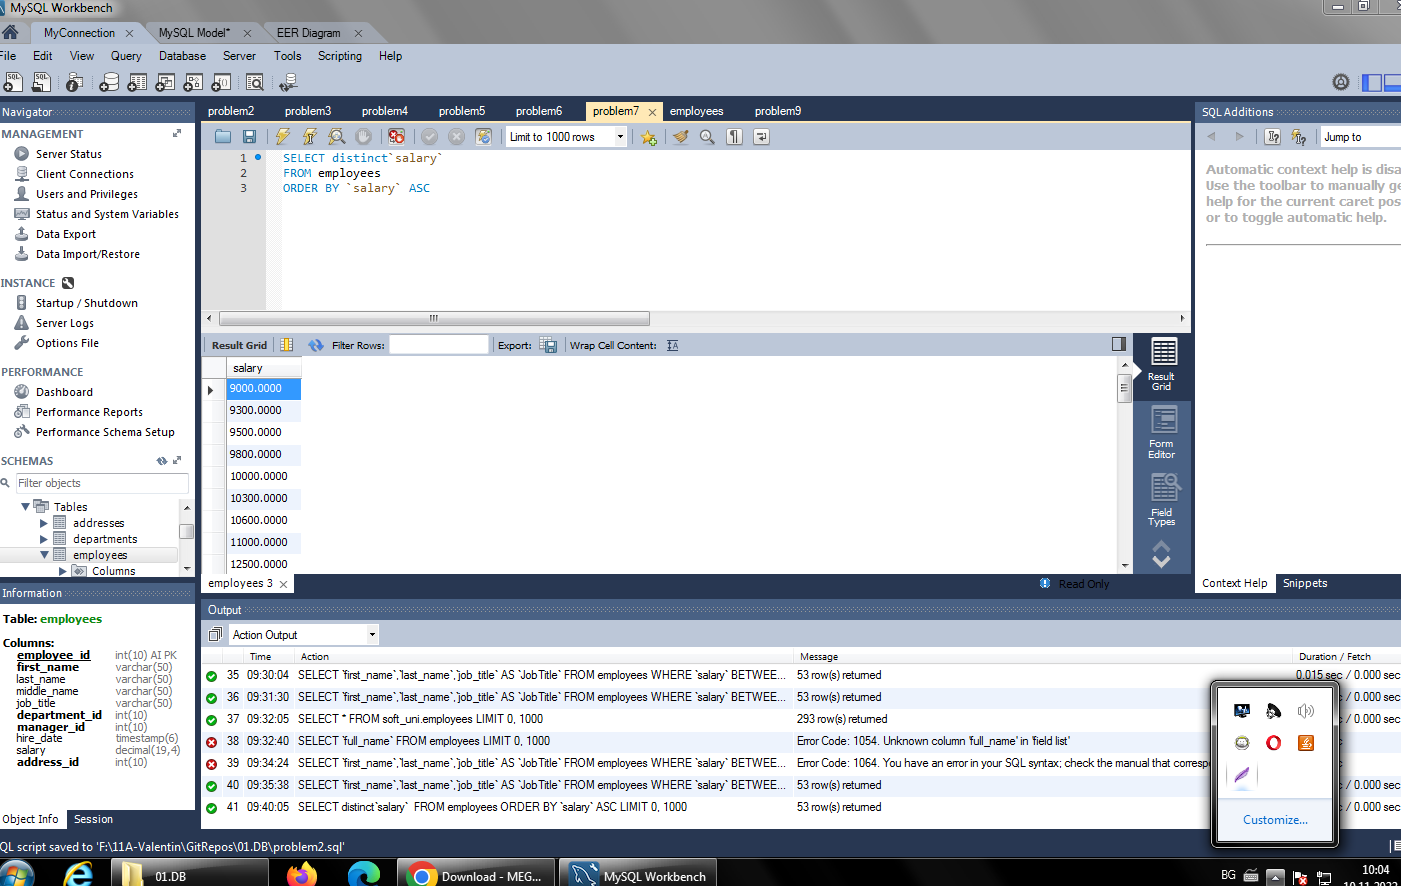 MySQL Workbench
MyConnection
MySQL Model*
EER Diagram
File Edit View Query Database Server Tools Scripting Help
Navigator
MANAGEMENT
Server Status
Client Connections
Users and Privileges
Status and System Variables
Data Export
Data Import/Restore
INSTANCE
Startup / Shutdown
Server Logs
Options File
PERFORMANCE
Dashboard
Performance Reports
Performance Schema Setup
SCHEMAS
Filter objects
Tables
addresses
departments
employees
Columns
Information
Table: employees
Columns:
employee_id int(10) AI PK
first_name varchar(50)
last_name varchar(50)
middle_name varchar(50)
job_title varchar(50)
department_id int(10)
manager_id int(10)
hire_date timestamp(6)
salary decimal(19,4)
address_id int(10)
Object Info Session
problem2 problem3 problem4 problem5 problem6 problem7 employees problem9
Limit to 1000 rows
1 SELECT distinct`salary`
2 FROM employees
3 ORDER BY `salary` ASC
Result Grid Filter Rows: Export: Wrap Cell Content:
salary
9000.0000
9300.0000
9500.0000
9800.0000
10000.0000
10300.0000
10600.0000
11000.0000
12500.0000
Result
Grid
Form
Editor
Field
Types
employees 3
Read Only
SQL Additions
Jump to
Automatic context help is disa
Use the toolbar to manually ge
help for the current caret pos
or to toggle automatic help.
Context Help Snippets
Output
Action Output
Time Action Message Duration / Fetch
35 09:30:04 SELECT `first_name`,`last_name`,`job_title` AS `JobTitle` FROM employees WHERE `salary` BETWEE... 53 row(s) returned 0.015 sec / 0.000 sec
36 09:31:30 SELECT `first_name`,`last_name`,`job_title` AS `JobTitle` FROM employees WHERE `salary` BETWEE... 53 row(s) returned / 0.000 sec
37 09:32:05 SELECT * FROM soft_uni.employees LIMIT 0, 1000 293 row(s) returned / 0.000 sec
38 09:32:40 SELECT `full_name` FROM employees LIMIT 0, 1000 Error Code: 1054. Unknown column 'full_name' in 'field list'
39 09:34:24 SELECT `first_name`,`last_name`,`job_title` AS `JobTitle` FROM employees WHERE `salary` BETWEE... Error Code: 1064. You have an error in your SQL syntax; check the manual that correspo
40 09:35:38 SELECT `first_name`,`last_name`,`job_title` AS `JobTitle` FROM employees WHERE `salary` BETWEE... 53 row(s) returned / 0.000 sec
41 09:40:05 SELECT distinct`salary` FROM employees ORDER BY `salary` ASC LIMIT 0, 1000 53 row(s) returned / 0.000 sec
Customize...
QL script saved to 'F:\11A-Valentin\GitRepos\01.DB\problem2.sql'
01.DB
Download - MEG...
MySQL Workbench
BG
10:04